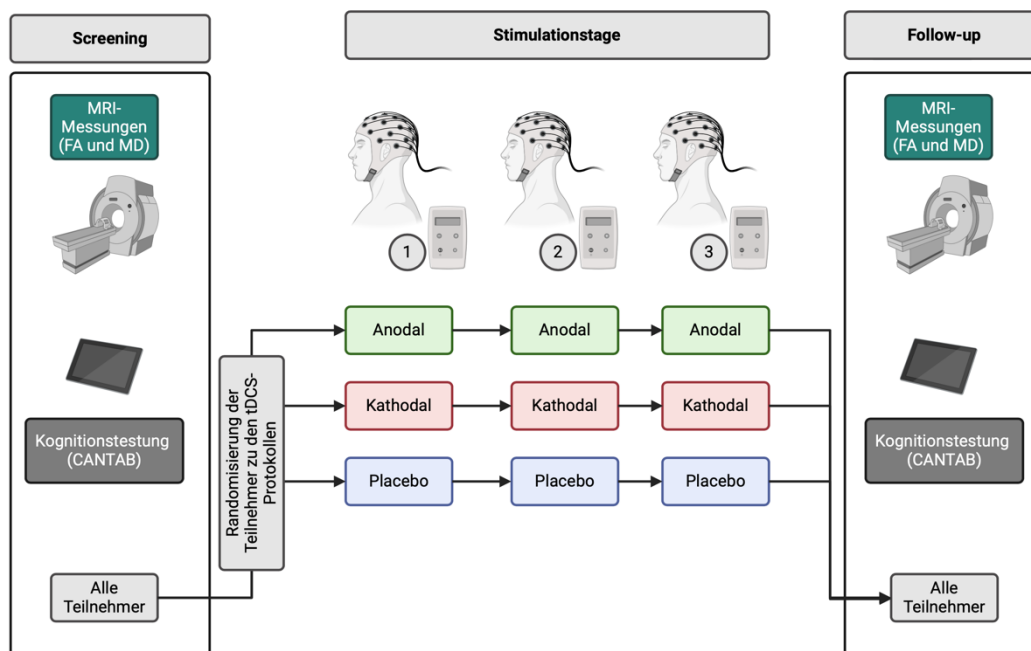 Screening
Stimulationstage
Follow-up
MRI-
Messungen
(FA und MD)
Kognitionstestung
(CANTAB)
Alle
Teilnehmer
Randomisierung der
Teilnehmer zu den tDCS-
Protokollen
1
2
3
Anodal
Anodal
Anodal
Kathodal
Kathodal
Kathodal
Placebo
Placebo
Placebo
MRI-
Messungen
(FA und MD)
Kognitionstestung
(CANTAB)
Alle
Teilnehmer